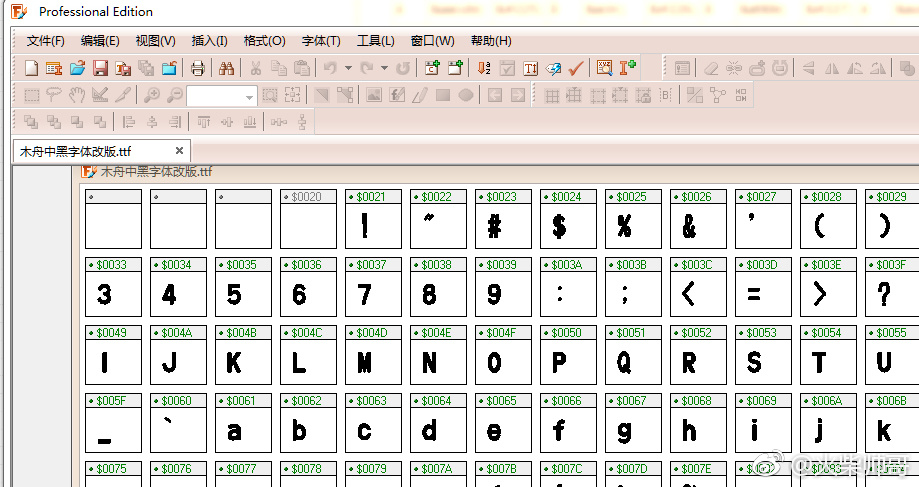 Professional Edition
文件(F) 编辑(E) 视图(V) 插入(I) 格式(O) 字体(T) 工具(L) 窗口(W) 帮助(H)
木舟中黑字体改版.ttf
木舟中黑字体改版.ttf
$0020 $0021 $0022 $0023 $0024 $0025 $0026 $0027 $0028 $0029
! " # $ % & ' ( )
$0033 $0034 $0035 $0036 $0037 $0038 $0039 $003A $003B $003C $003D $003E $003F
3 4 5 6 7 8 9 : ; < = > ?
$0049 $004A $004B $004C $004D $004E $004F $0050 $0051 $0052 $0053 $0054 $0055
I J K L M N O P Q R S T U
$005F $0060 $0061 $0062 $0063 $0064 $0065 $0066 $0067 $0068 $0069 $006A $006B
_ ` a b c d e f g h i j k
$0075 $0076 $0077 $0078 $0079 $007A $007B $007C $007D $007E
@火柴帅哥